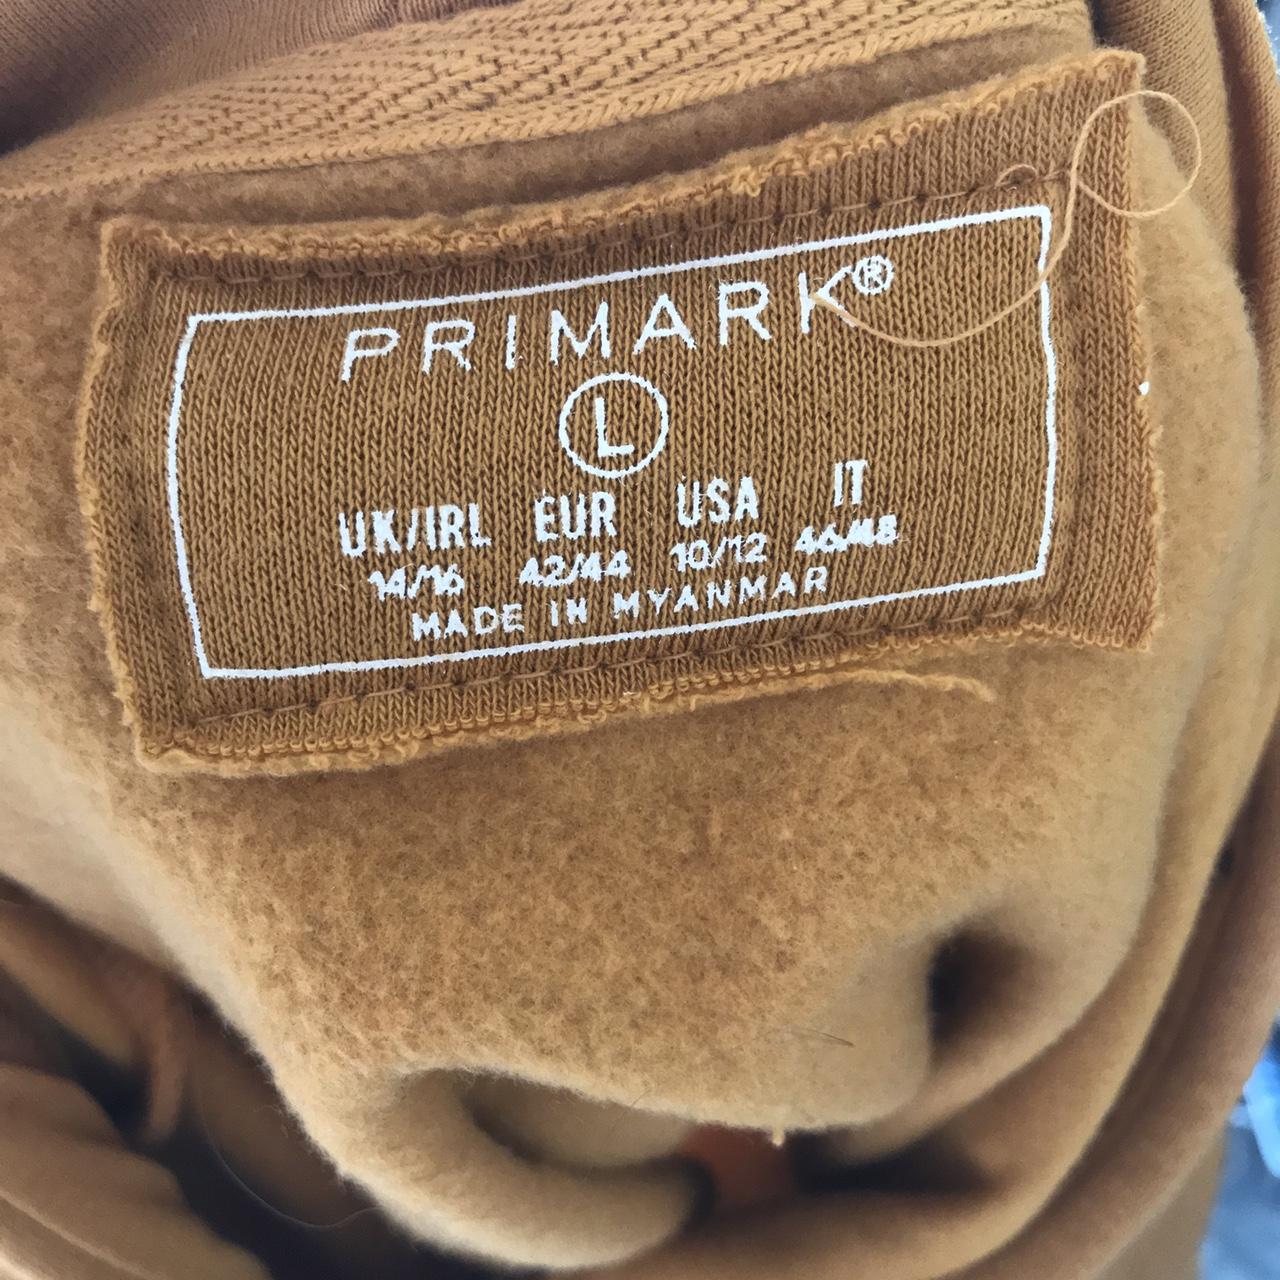 PRIMARK®
L
UK/IRL EUR USA IT
14/16 42/44 10/12 46/48
MADE IN MYANMAR